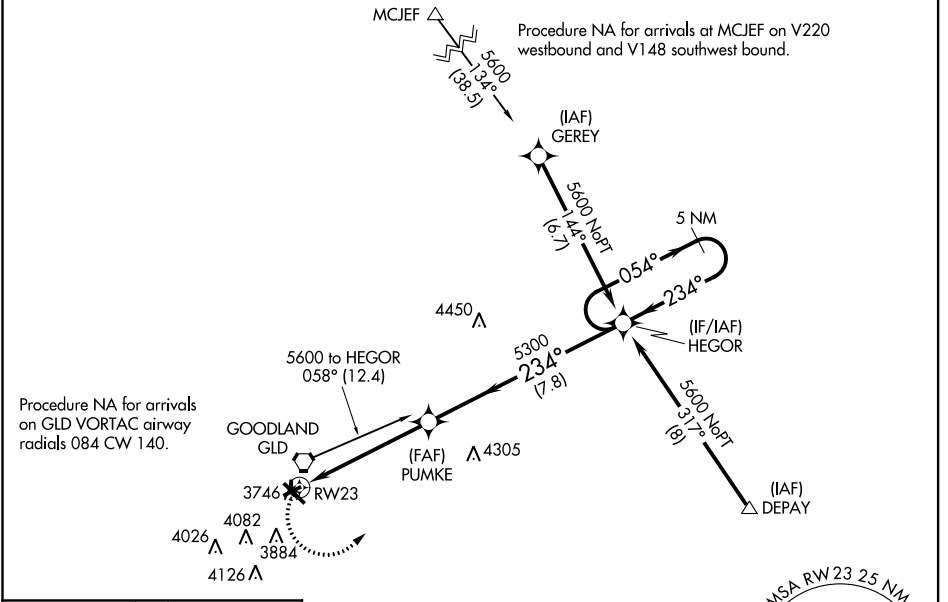 MCJEF
Procedure NA for arrivals at MCJEF on V220
westbound and V148 southwest bound.
5600
134°
(38.5)
(IAF)
GEREY
5600 NoPT
144°
(6.7)
5 NM
054°
234°
4450
(IF/IAF)
HEGOR
5300
234°
(7.8)
5600 to HEGOR
058° (12.4)
5600 NoPT
317°
(8)
Procedure NA for arrivals
on GLD VORTAC airway
radials 084 CW 140.
GOODLAND
GLD
(FAF)
PUMKE
4305
3746
RW23
(IAF)
DEPAY
4082
4026
3884
4126
MSA RW23 25 NM